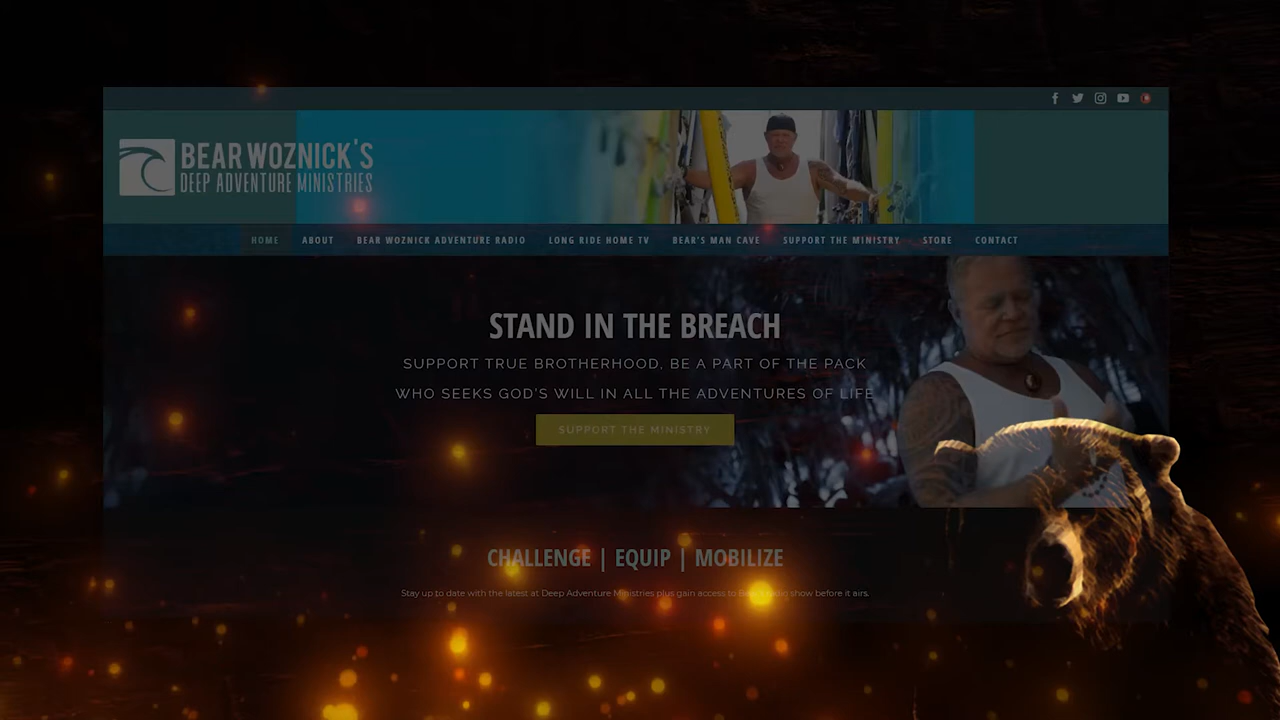 BEAR WOZNICK'S
DEEP ADVENTURE MINISTRIES
HOME ABOUT BEAR WOZNICK ADVENTURE RADIO LONG RIDE HOME TV BEAR'S MAN CAVE SUPPORT THE MINISTRY STORE CONTACT
STAND IN THE BREACH
SUPPORT TRUE BROTHERHOOD, BE A PART OF THE PACK
WHO SEEKS GOD'S WILL IN ALL THE ADVENTURES OF LIFE
SUPPORT THE MINISTRY
CHALLENGE | EQUIP | MOBILIZE
Stay up to date with the latest at Deep Adventure Ministries plus gain access to Bear's radio show before it airs.